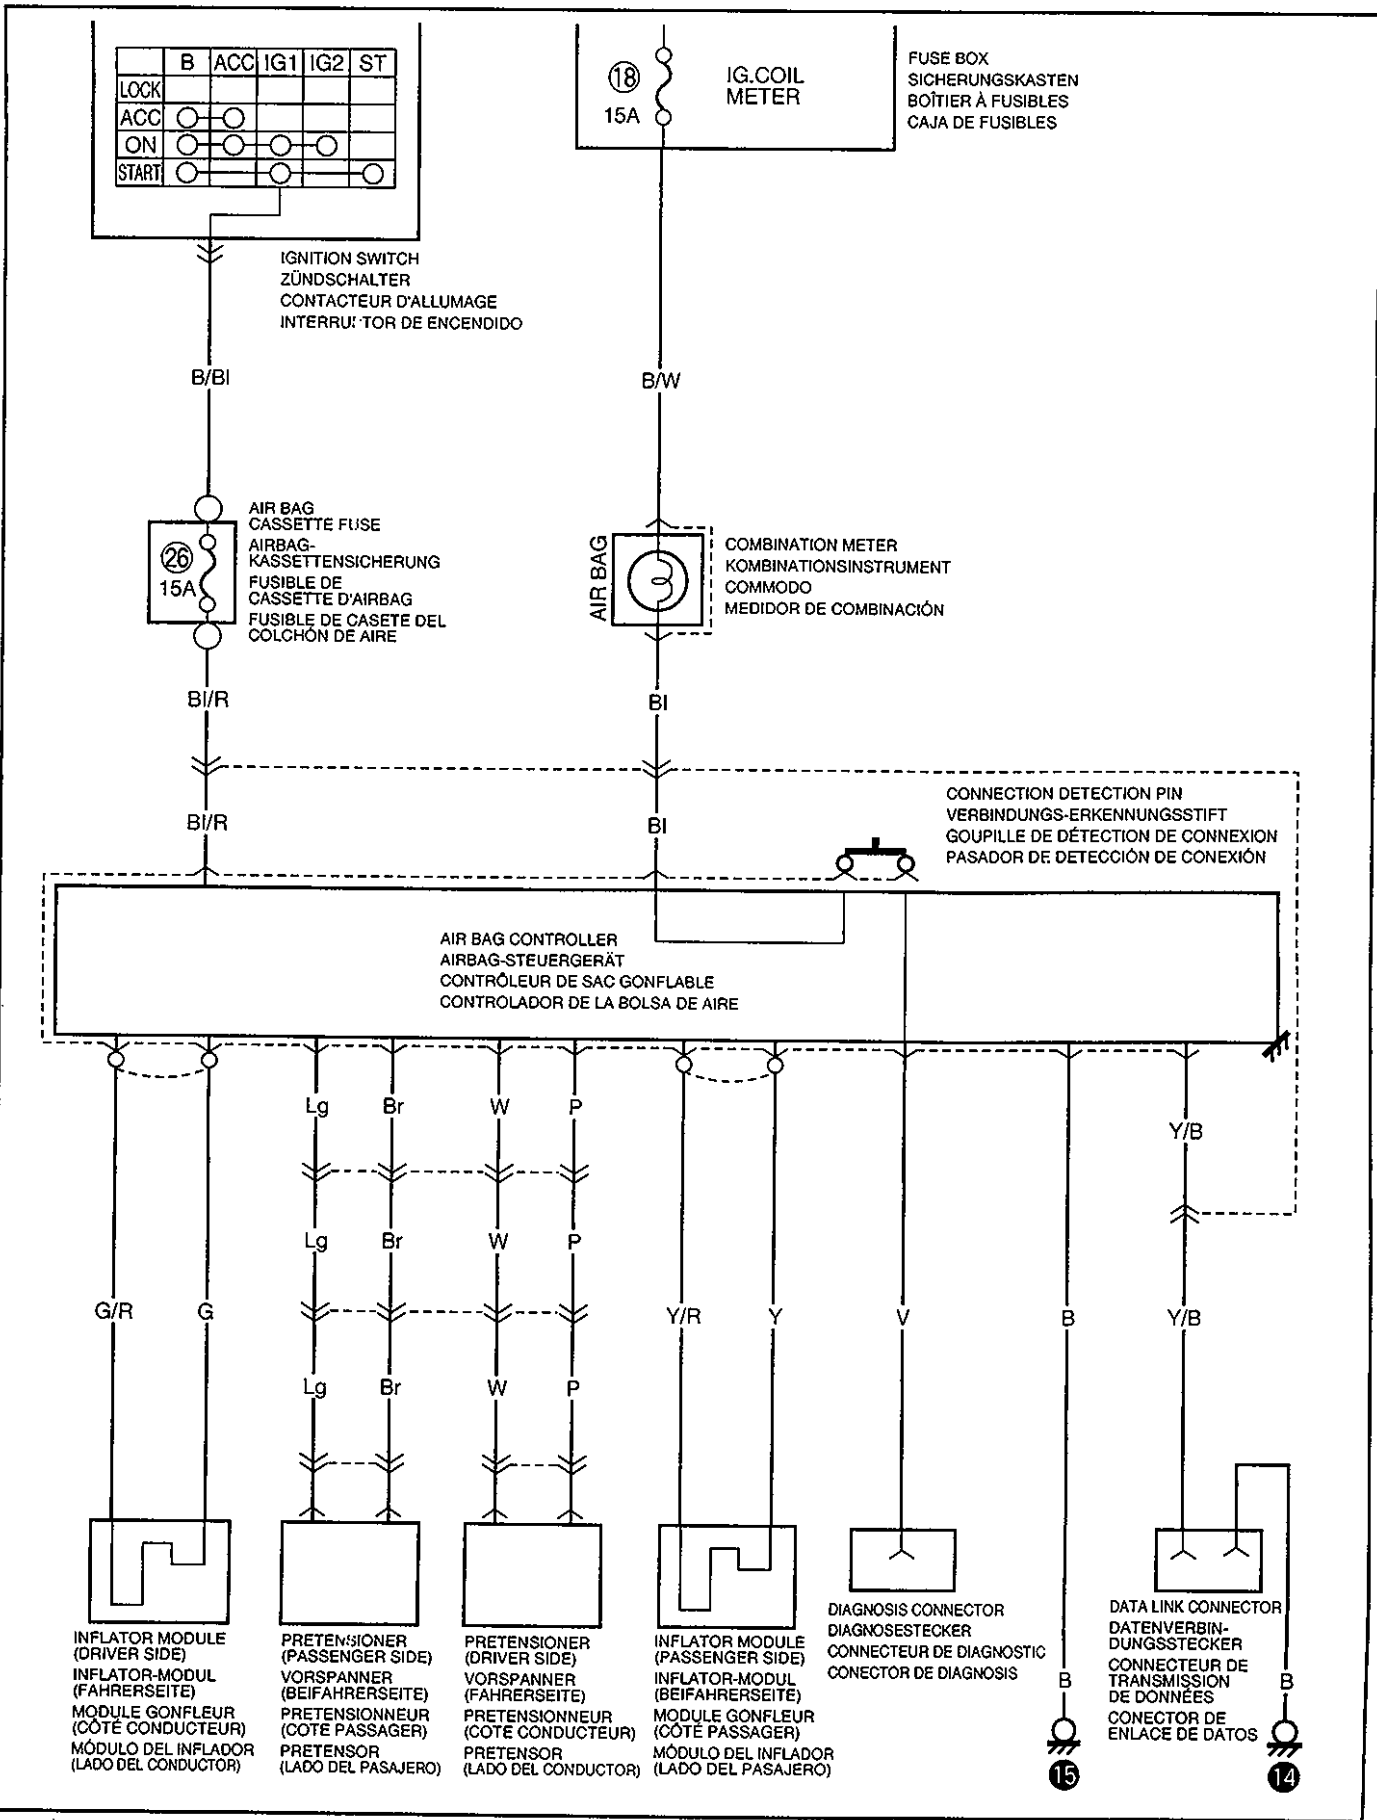 B ACC IG1 IG2 ST
LOCK
ACC
ON
START
18
15A
IG.COIL
METER
FUSE BOX
SICHERUNGSKASTEN
BOÎTIER À FUSIBLES
CAJA DE FUSIBLES
IGNITION SWITCH
ZÜNDSCHALTER
CONTACTEUR D'ALLUMAGE
DE ENCENDIDO
B/Bl
B/W
26
15A
AIR BAG
CASSETTE FUSE
AIRBAG-
KASSETTENSICHERUNG
FUSIBLE DE
CASSETTE D'AIRBAG
FUSIBLE DE CASETE DEL
COLCHÓN DE AIRE
AIR BAG
COMBINATION METER
KOMBINATIONSINSTRUMENT
COMMODO
MEDIDOR DE COMBINACIÓN
Bl/R
Bl
Bl/R
Bl
CONNECTION DETECTION PIN
VERBINDUNGS-ERKENNUNGSSTIFT
GOUPILLE DE DÉTECTION DE CONNEXION
PASADOR DE DETECCIÓN DE CONEXIÓN
AIR BAG CONTROLLER
AIRBAG-STEUERGERÄT
CONTRÔLEUR DE SAC GONFLABLE
CONTROLADOR DE LA BOLSA DE AIRE
Lg Br W P
Y/B
Lg Br W P
G/R G Y/R Y V B Y/B
Lg Br W P
INFLATOR MODULE
(DRIVER SIDE)
INFLATOR-MODUL
(FAHRERSEITE)
MODULE GONFLEUR
(CÔTÉ CONDUCTEUR)
MÓDULO DEL INFLADOR
(LADO DEL CONDUCTOR)
PRETENSIONER
(PASSENGER SIDE)
VORSPANNER
(BEIFAHRERSEITE)
PRETENSIONNEUR
(COTE PASSAGER)
PRETENSOR
(LADO DEL PASAJERO)
PRETENSIONER
(DRIVER SIDE)
VORSPANNER
(FAHRERSEITE)
PRETENSIONNEUR
(COTE CONDUCTEUR)
PRETENSOR
(LADO DEL CONDUCTOR)
INFLATOR MODULE
(PASSENGER SIDE)
INFLATOR-MODUL
(BEIFAHRERSEITE)
MODULE GONFLEUR
(CÔTÉ PASSAGER)
MÓDULO DEL INFLADOR
(LADO DEL PASAJERO)
DIAGNOSIS CONNECTOR
DIAGNOSESTECKER
CONNECTEUR DE DIAGNOSTIC
CONECTOR DE DIAGNOSIS
B
15
DATA LINK CONNECTOR
DATENVERBIN-
DUNGSSTECKER
CONNECTEUR DE
TRANSMISSION
DE DONNÉES
CONECTOR DE
ENLACE DE DATOS
B
14